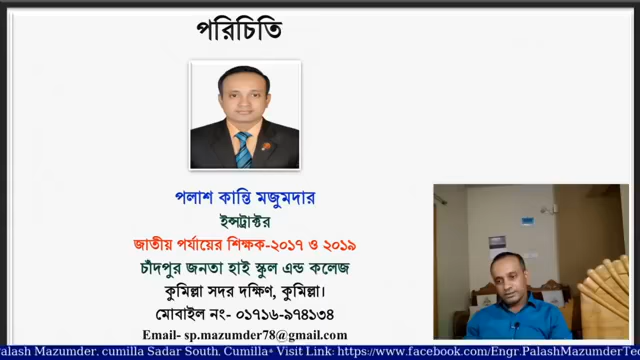 পরিচিতি
পলাশ কান্তি মজুমদার
ইন্সট্রাক্টর
জাতীয় পর্যায়ের শিক্ষক-২০১৭ ও ২০১৯
চাঁদপুর জনতা হাই স্কুল এন্ড কলেজ
কুমিল্লা সদর দক্ষিণ, কুমিল্লা।
মোবাইল নং- ০১৭১৬-৯৭৪১৩৪
Email- sp.mazumder78@gmail.com
Palash Mazumder. cumilla Sadar South. Cumilla* Visit Link: https://www.facebook.com/Engr.PalashMazumderTec